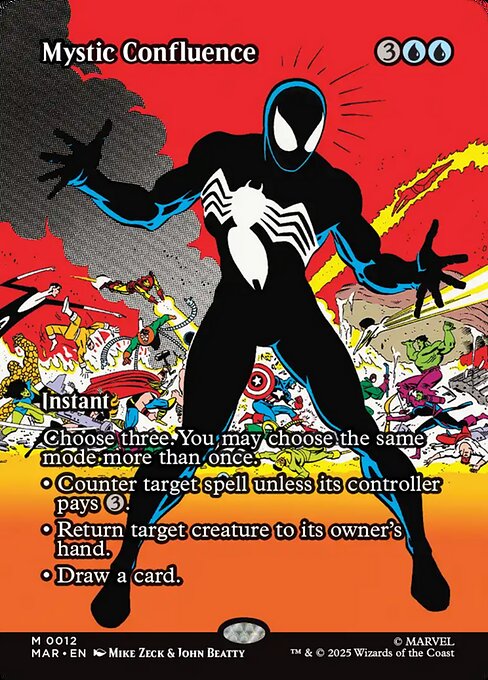 Mystic Confluence 3
Instant
Choose three. You may choose the same
mode more than once.
• Counter target spell unless its controller
pays 3.
• Return target creature to its owner's
hand.
• Draw a card.
M 0012
MAR • EN Mike Zeck & John Beatty
© MARVEL
™ & © 2025 Wizards of the Coast